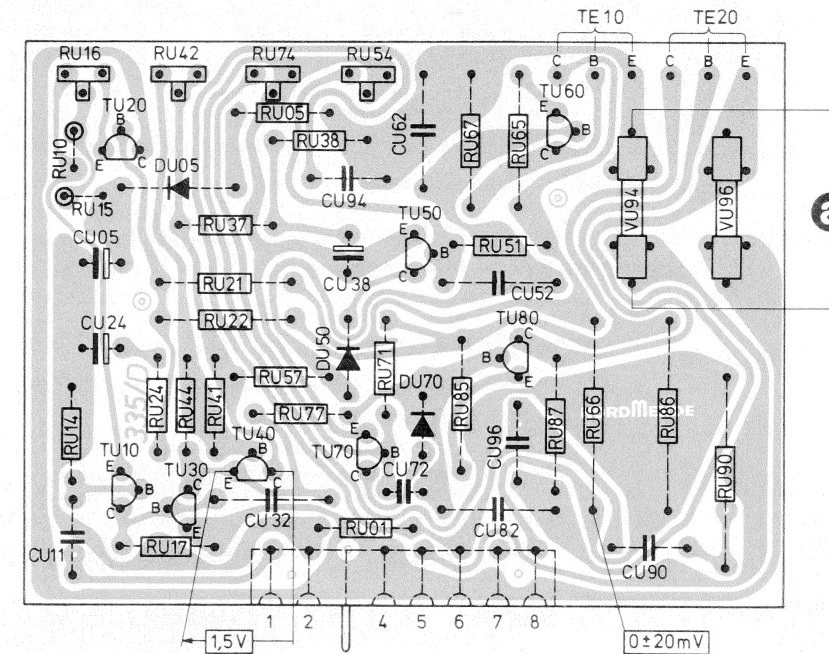 TE10 TE20
RU16 RU42 RU74 RU54
C B E C B E
TU20 RU05 TU60
B E
RU10 RU38 CU62 RU67 RU65 B
E C C
DU05
CU94 VU94 VU96
RU15
RU37 TU50
E
CU05 RU51
B
CU38 C
RU21 CU52
RU22
CU24 TU80
C
DU50 B
RU71
RU57 DU70 E
335/D RU24 RU44 RU41 RU85 RU87 RU66 NORDMENDE RU86
RU77
RU14 CU96
TU40 E
TU10 B TU70 B RU90
E TU30 E C C
B C CU72
C B
E CU32 CU82
CU11 RU01
RU17 CU90
1 2 4 5 6 7 8
1,5V 0±20mV
a